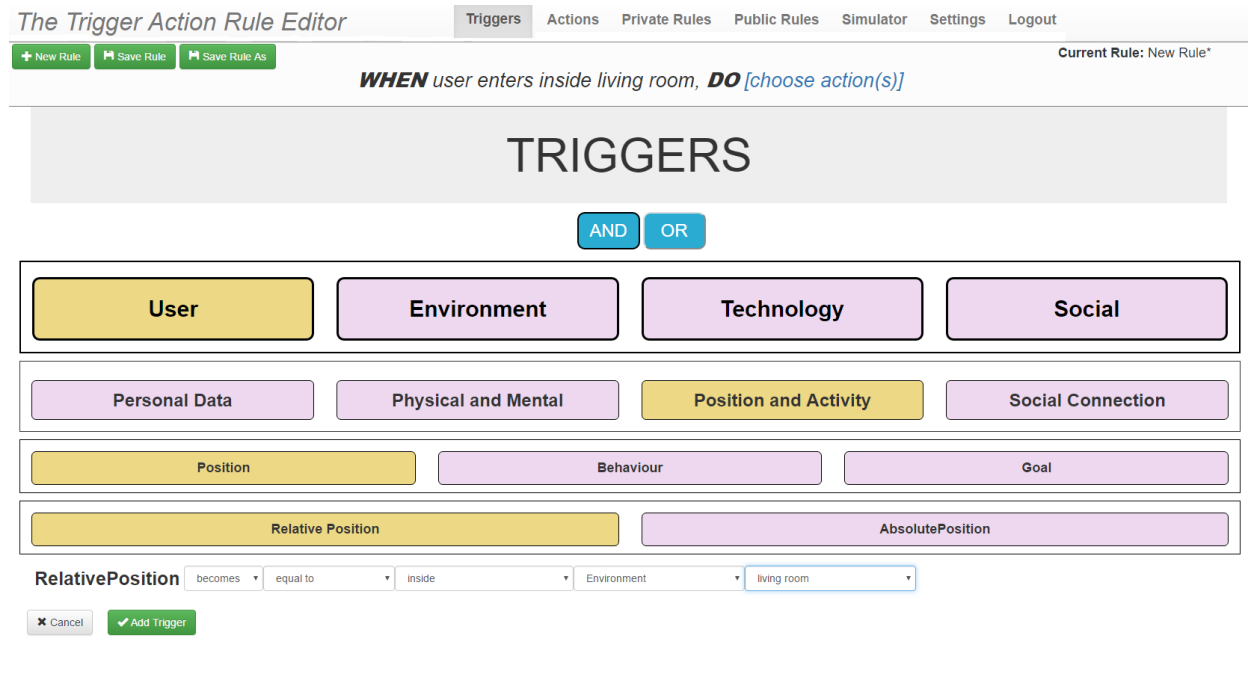 The Trigger Action Rule Editor
Triggers Actions Private Rules Public Rules Simulator Settings Logout
New Rule Save Rule Save Rule As
Current Rule: New Rule*
WHEN user enters inside living room, DO [choose action(s)]
TRIGGERS
AND OR
User Environment Technology Social
Personal Data Physical and Mental Position and Activity Social Connection
Position Behaviour Goal
Relative Position AbsolutePosition
RelativePosition becomes equal to inside Environment living room
Cancel Add Trigger